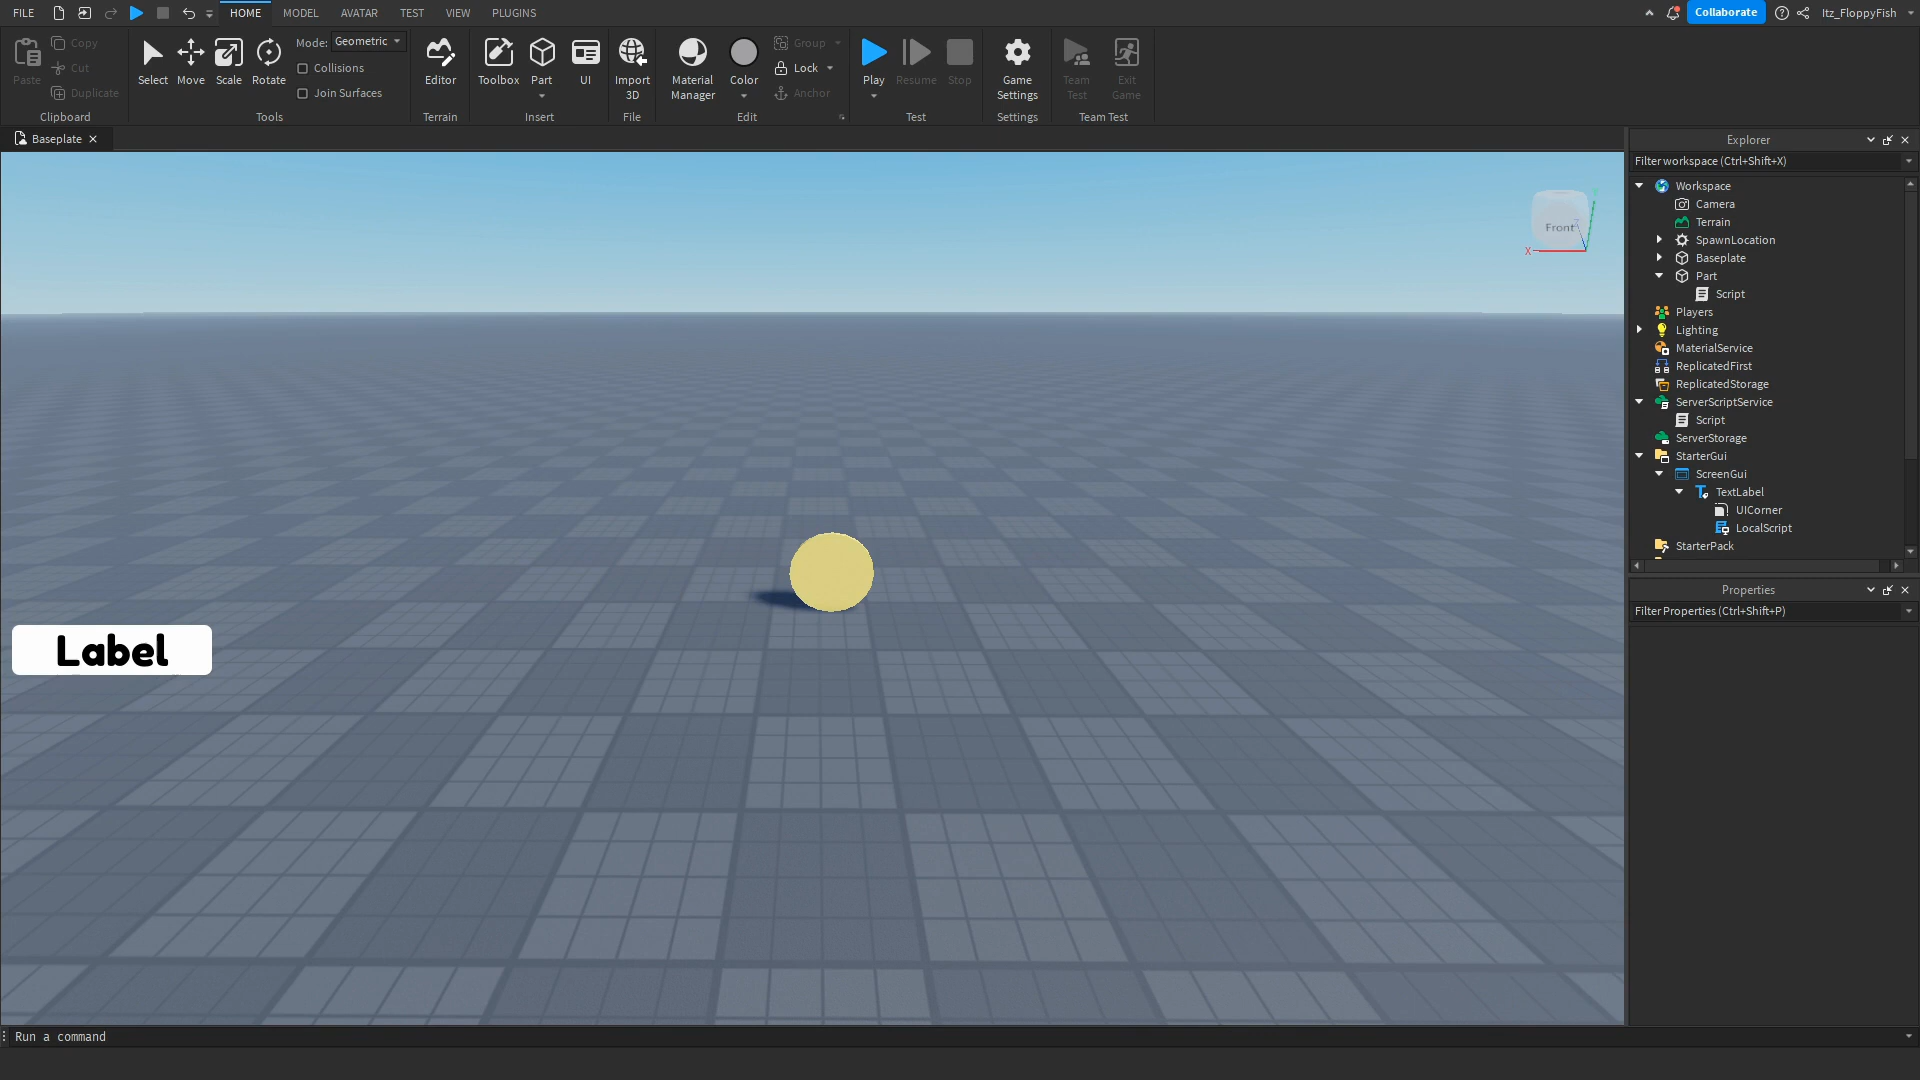 FILE HOME MODEL AVATAR TEST VIEW PLUGINS Collaborate Itz_FloppyFish
Paste Copy Cut Duplicate
Clipboard
Select Move Scale Rotate
Mode: Geometric
Collisions
Join Surfaces
Tools
Editor
Terrain
Toolbox Part UI
Insert
Import
3D
File
Material
Manager
Color
Group
Lock
Anchor
Edit
Play Resume Stop
Test
Game
Settings
Settings
Team
Test
Exit
Game
Team Test
Baseplate
Front
X
Label
Explorer
Filter workspace (Ctrl+Shift+X)
Workspace
Camera
Terrain
SpawnLocation
Baseplate
Part
Script
Players
Lighting
MaterialService
ReplicatedFirst
ReplicatedStorage
ServerScriptService
Script
ServerStorage
StarterGui
ScreenGui
TextLabel
UICorner
LocalScript
StarterPack
Properties
Filter Properties (Ctrl+Shift+P)
Run a command